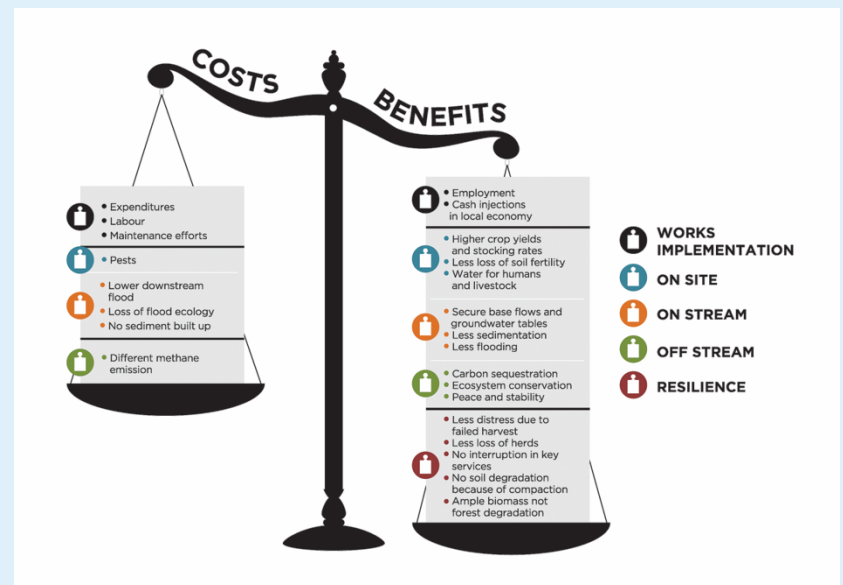 COSTS
BENEFITS
• Expenditures
• Labour
• Maintenance efforts
• Pests
• Lower downstream
flood
• Loss of flood ecology
• No sediment built up
• Different methane
emission
• Employment
• Cash injections
in local economy
• Higher crop yields
and stocking rates
• Less loss of soil fertility
• Water for humans
and livestock
• Secure base flows and
groundwater tables
• Less sedimentation
• Less flooding
• Carbon sequestration
• Ecosystem conservation
• Peace and stability
• Less distress due to
failed harvest
• Less loss of herds
• No interruption in key
services
• No soil degradation
because of compaction
• Ample biomass not
forest degradation
WORKS
IMPLEMENTATION
ON SITE
ON STREAM
OFF STREAM
RESILIENCE